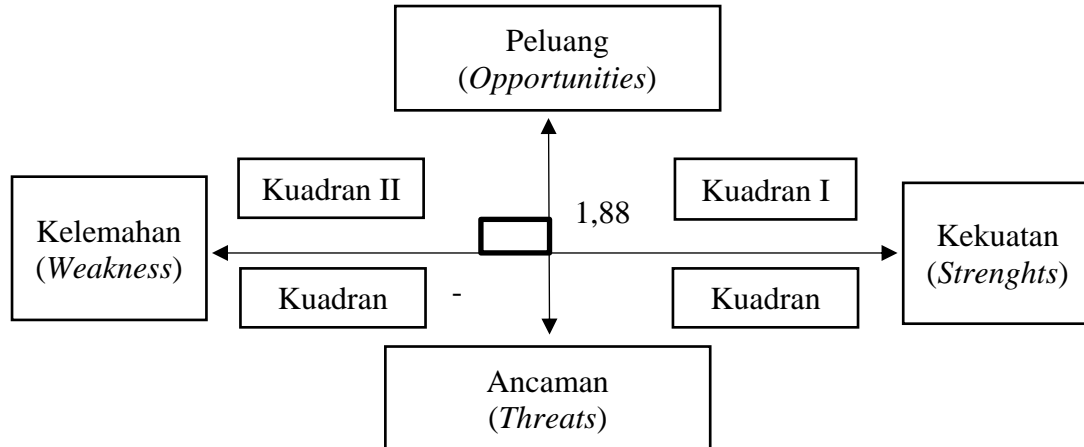 Peluang
(Opportunities)
Kuadran II
Kuadran I
1,88
Kelemahan
(Weakness)
Kekuatan
(Strenghts)
Kuadran
-
Kuadran
Ancaman
(Threats)